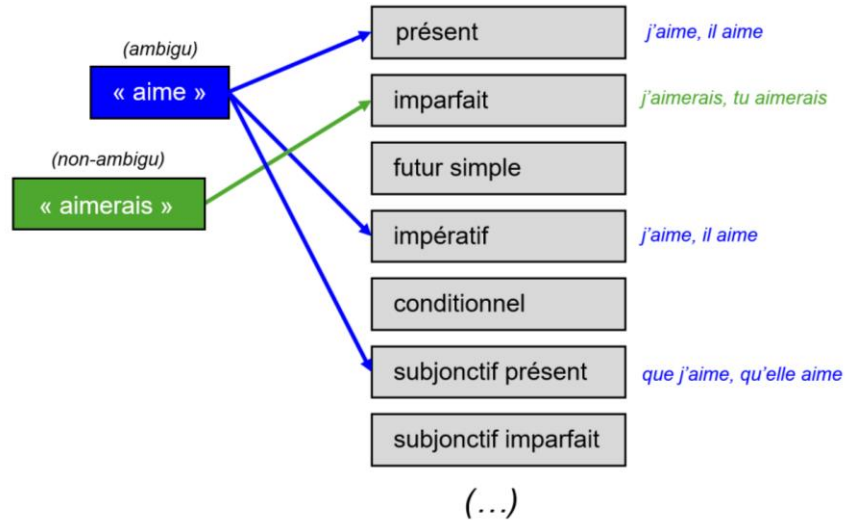 (ambigu)
« aime »
(non-ambigu)
« aimerais »
présent
j'aime, il aime
imparfait
j'aimerais, tu aimerais
futur simple
impératif
j'aime, il aime
conditionnel
subjonctif présent
que j'aime, qu'elle aime
subjonctif imparfait
(…)